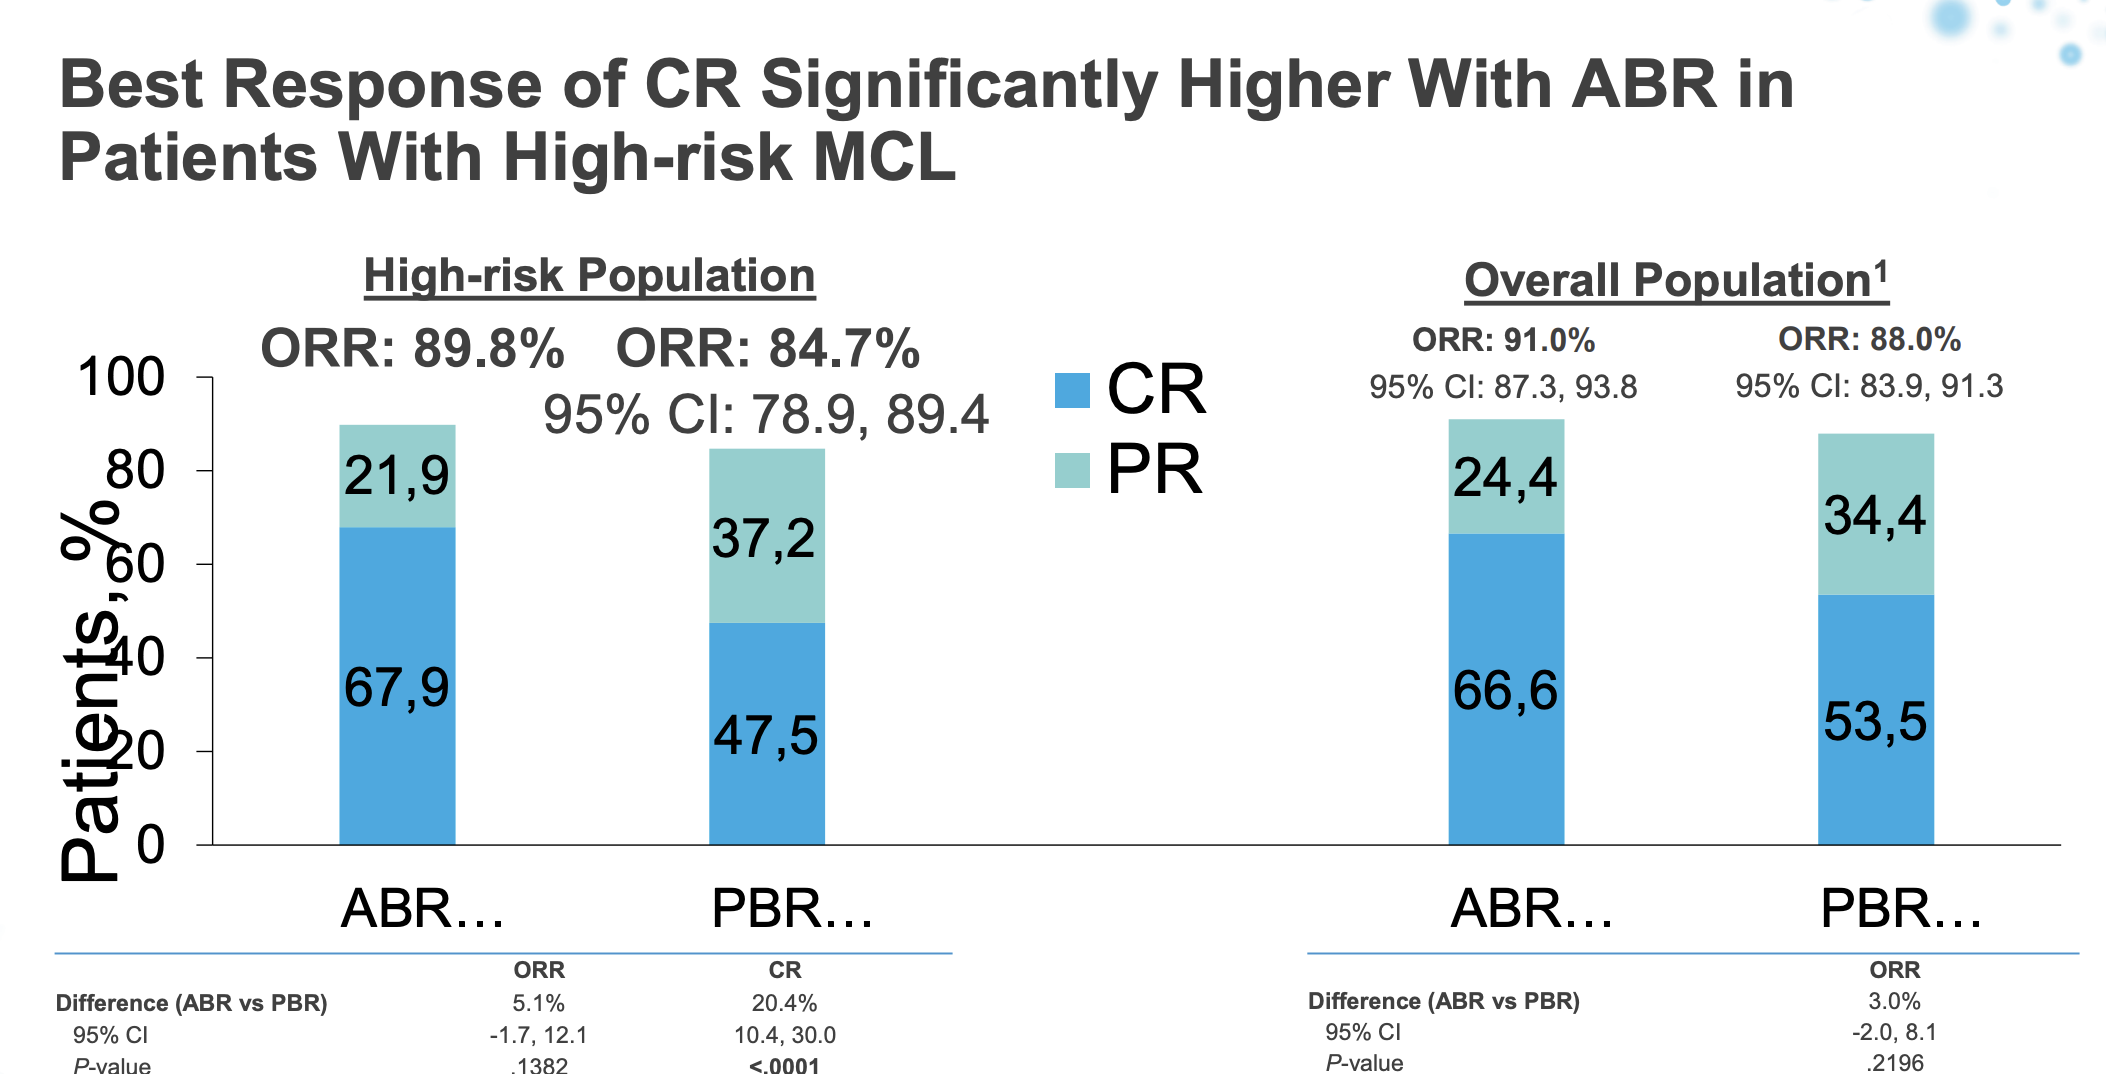 Best Response of CR Significantly Higher With ABR in
Patients With High-risk MCL
High-risk Population
ORR: 89.8%
ORR: 84.7%
95% CI: 78.9, 89.4
Patients, %
100
80
60
40
20
0
21,9
67,9
37,2
47,5
ABR…
PBR…
CR
PR
Overall Population¹
ORR: 91.0%
95% CI: 87.3, 93.8
ORR: 88.0%
95% CI: 83.9, 91.3
24,4
66,6
34,4
53,5
ABR…
PBR…
ORR CR
Difference (ABR vs PBR) 5.1% 20.4%
95% CI -1.7, 12.1 10.4, 30.0
P-value .1382 <.0001
ORR
Difference (ABR vs PBR) 3.0%
95% CI -2.0, 8.1
P-value .2196